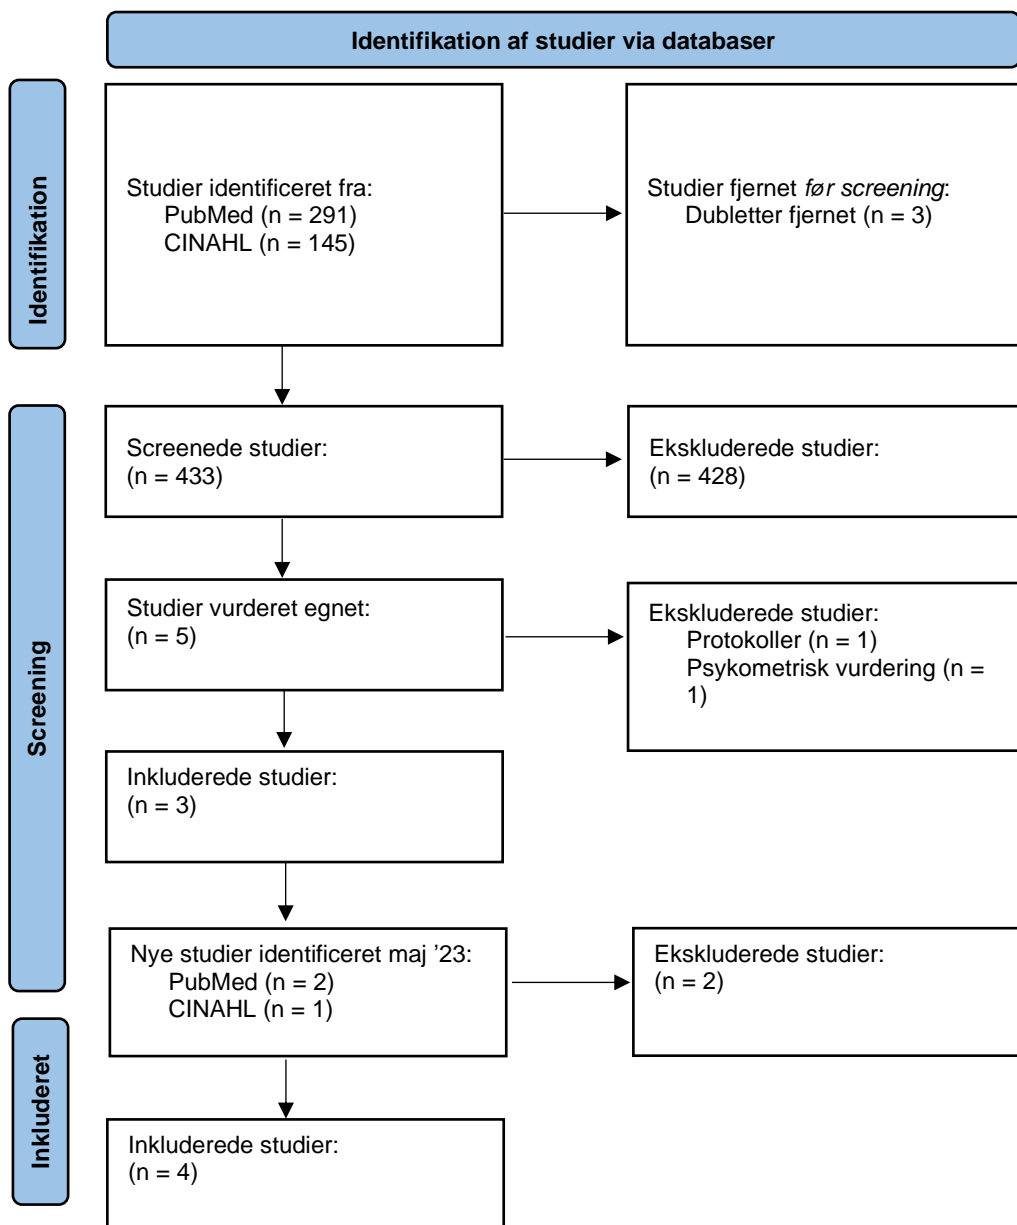 Identifikation af studier via databaser
Identifikation
Studier identificeret fra:
PubMed (n = 291)
CINAHL (n = 145)
Studier fjernet før screening:
Dubletter fjernet (n = 3)
Screening
Screenede studier:
(n = 433)
Ekskluderede studier:
(n = 428)
Studier vurderet egnet:
(n = 5)
Ekskluderede studier:
Protokoller (n = 1)
Psykometrisk vurdering (n =
1)
Inkluderede studier:
(n = 3)
Nye studier identificeret maj ’23:
PubMed (n = 2)
CINAHL (n = 1)
Ekskluderede studier:
(n = 2)
Inkluderet
Inkluderede studier:
(n = 4)